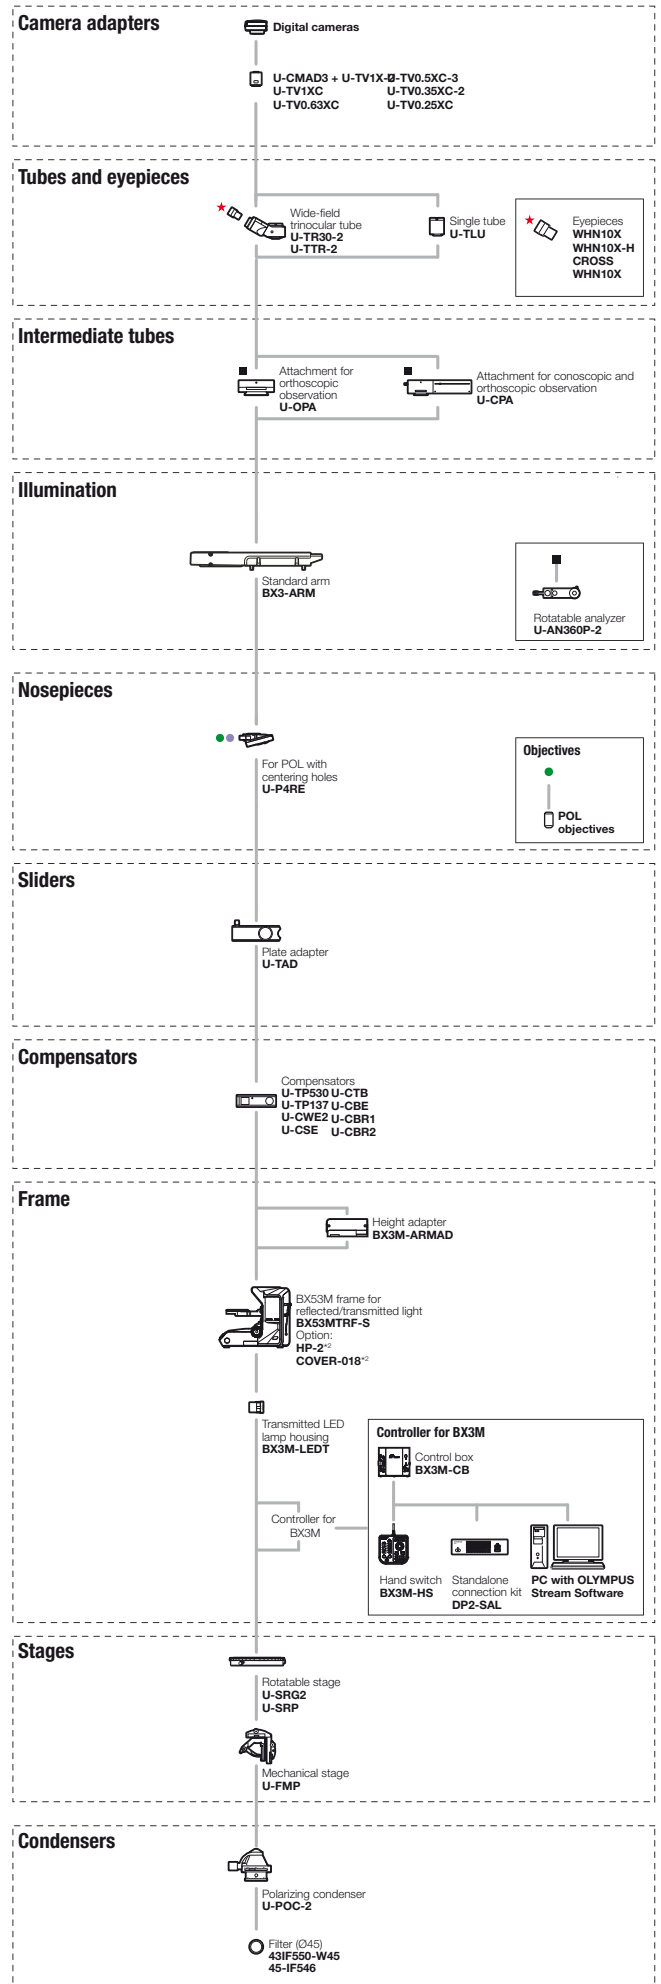 Camera adapters
Digital cameras
U-CMAD3 + U-TV1X-2
U-TV0.5XC-3
U-TV1XC
U-TV0.35XC-2
U-TV0.63XC
U-TV0.25XC
Tubes and eyepieces
Wide-field
trinocular tube
U-TR30-2
U-TTR-2
Single tube
U-TLU
Eyepieces
WHN10X
WHN10X-H
CROSS
WHN10X
Intermediate tubes
Attachment for
orthoscopic
observation
U-OPA
Attachment for conoscopic and
orthoscopic observation
U-CPA
Illumination
Standard arm
BX3-ARM
Rotatable analyzer
U-AN360P-2
Nosepieces
For POL with
centering holes
U-P4RE
Objectives
POL
objectives
Sliders
Plate adapter
U-TAD
Compensators
Compensators
U-TP530 U-CTB
U-TP137 U-CBE
U-CWE2 U-CBR1
U-CSE U-CBR2
Frame
Height adapter
BX3M-ARMAD
BX53M frame for
reflected/transmitted light
BX53MTRF-S
Option:
HP-2*2
COVER-018*2
Transmitted LED
lamp housing
BX3M-LEDT
Controller for
BX3M
Controller for BX3M
Control box
BX3M-CB
Hand switch
BX3M-HS
Standalone
connection kit
DP2-SAL
PC with OLYMPUS
Stream Software
Stages
Rotatable stage
U-SRG2
U-SRP
Mechanical stage
U-FMP
Condensers
Polarizing condenser
U-POC-2
Filter (Ø45)
43IF550-W45
45-IF546